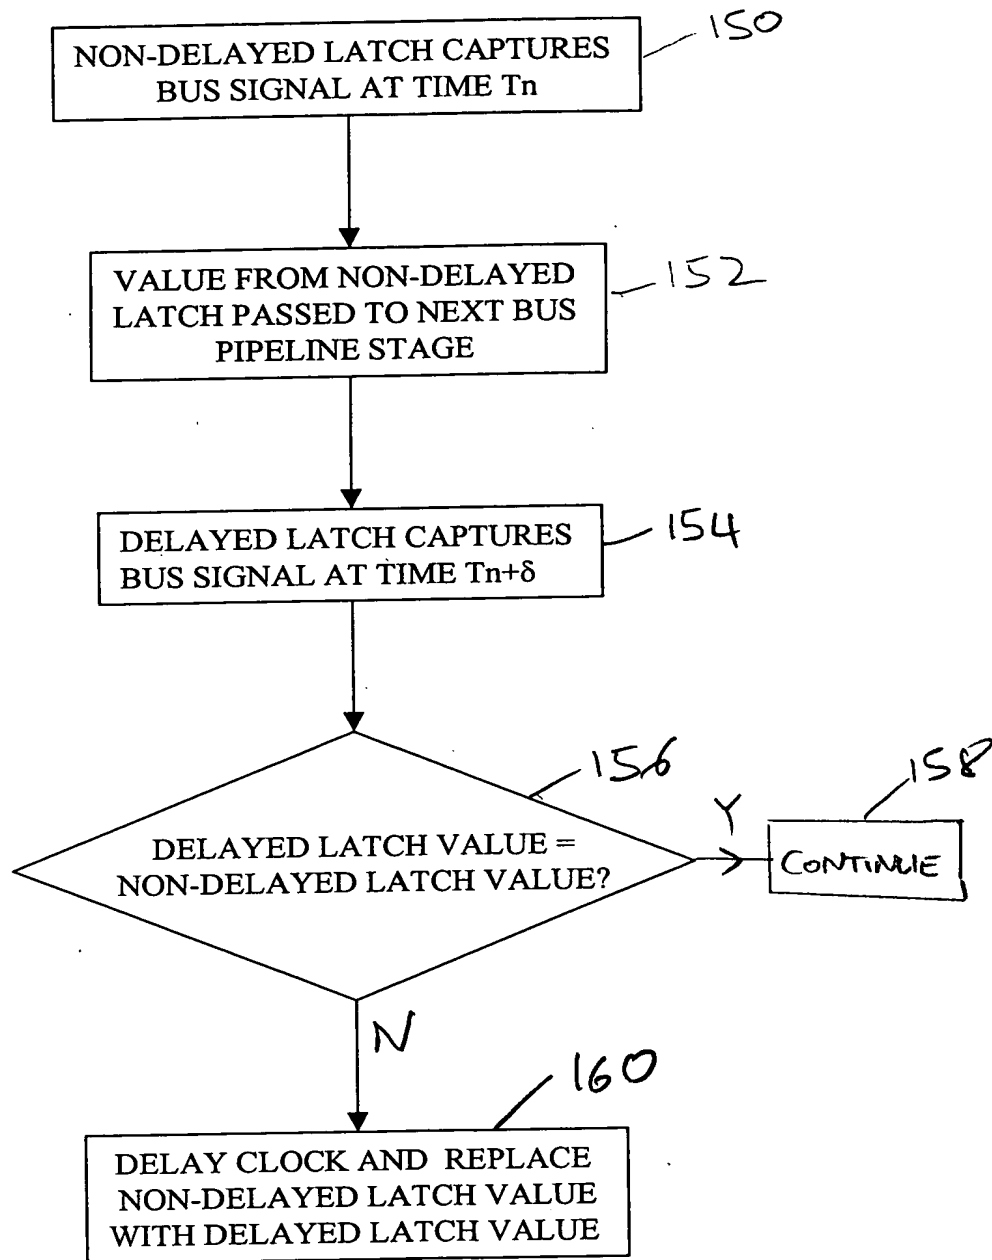 NON-DELAYED LATCH CAPTURES
BUS SIGNAL AT TIME Tn
150
VALUE FROM NON-DELAYED
LATCH PASSED TO NEXT BUS
PIPELINE STAGE
152
DELAYED LATCH CAPTURES
BUS SIGNAL AT TIME Tn+δ
154
156
DELAYED LATCH VALUE =
NON-DELAYED LATCH VALUE?
Y
158
CONTINUE
N
160
DELAY CLOCK AND REPLACE
NON-DELAYED LATCH VALUE
WITH DELAYED LATCH VALUE